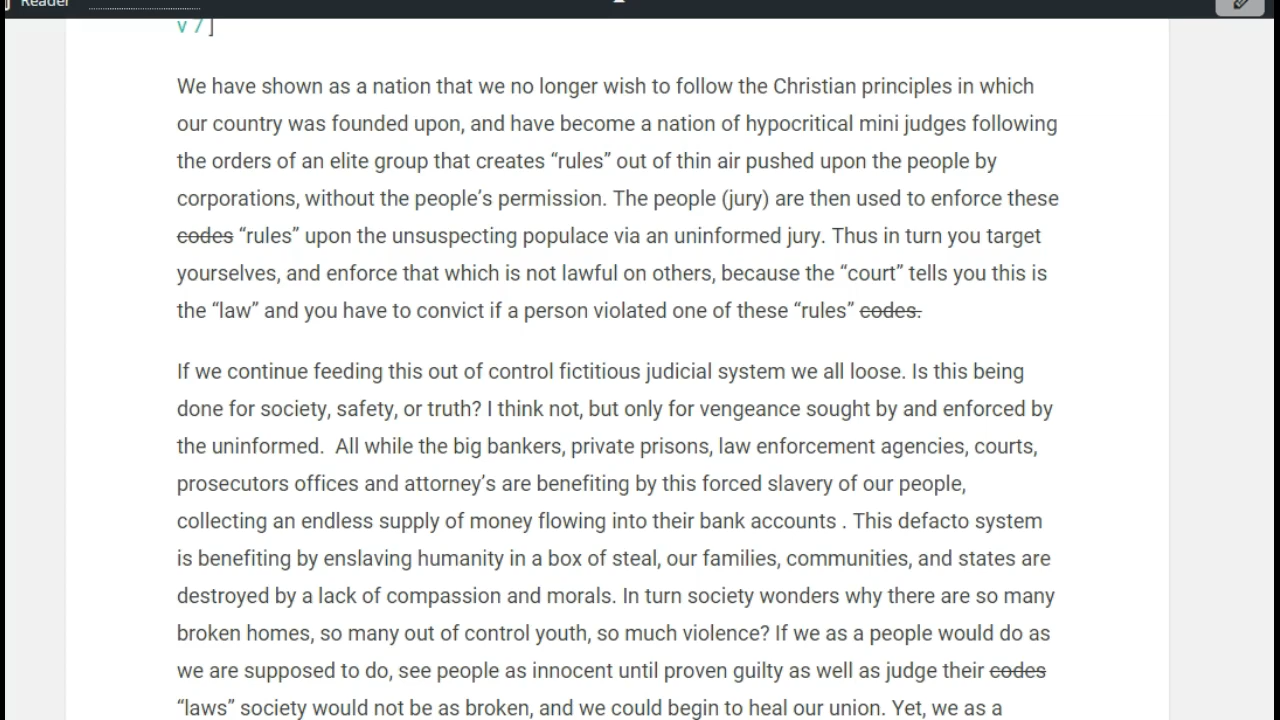 Reader
v 7]
We have shown as a nation that we no longer wish to follow the Christian principles in which
our country was founded upon, and have become a nation of hypocritical mini judges following
the orders of an elite group that creates “rules” out of thin air pushed upon the people by
corporations, without the people’s permission. The people (jury) are then used to enforce these
codes “rules” upon the unsuspecting populace via an uninformed jury. Thus in turn you target
yourselves, and enforce that which is not lawful on others, because the “court” tells you this is
the “law” and you have to convict if a person violated one of these “rules” codes.
If we continue feeding this out of control fictitious judicial system we all loose. Is this being
done for society, safety, or truth? I think not, but only for vengeance sought by and enforced by
the uninformed.  All while the big bankers, private prisons, law enforcement agencies, courts,
prosecutors offices and attorney’s are benefiting by this forced slavery of our people,
collecting an endless supply of money flowing into their bank accounts . This defacto system
is benefiting by enslaving humanity in a box of steal, our families, communities, and states are
destroyed by a lack of compassion and morals. In turn society wonders why there are so many
broken homes, so many out of control youth, so much violence? If we as a people would do as
we are supposed to do, see people as innocent until proven guilty as well as judge their codes
“laws” society would not be as broken, and we could begin to heal our union. Yet, we as a